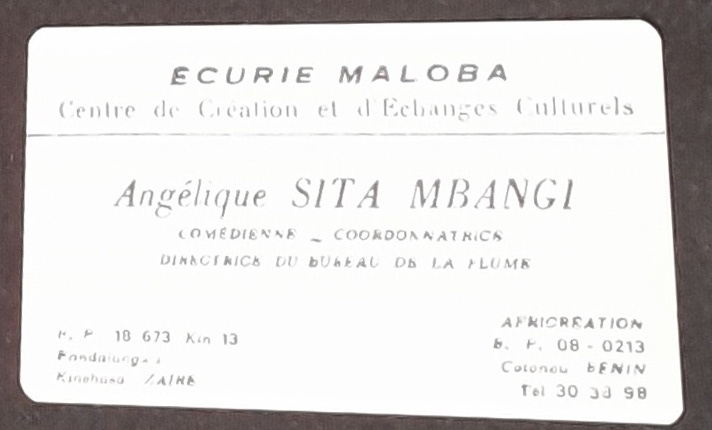 ECURIE MALOBA
Centre de Création et d'Echanges Culturels
Angélique SITA MBANGI
COMÉDIENNE _ COORDONNATRICE
DIRECTRICE DU BUREAU DE LA PLUME
B. P. 18 673 Kin 13
Kinshasa ZAIRE
AFRICREATION
B. P. 08 - 0213
Cotonou BENIN
Tel 30 38 98